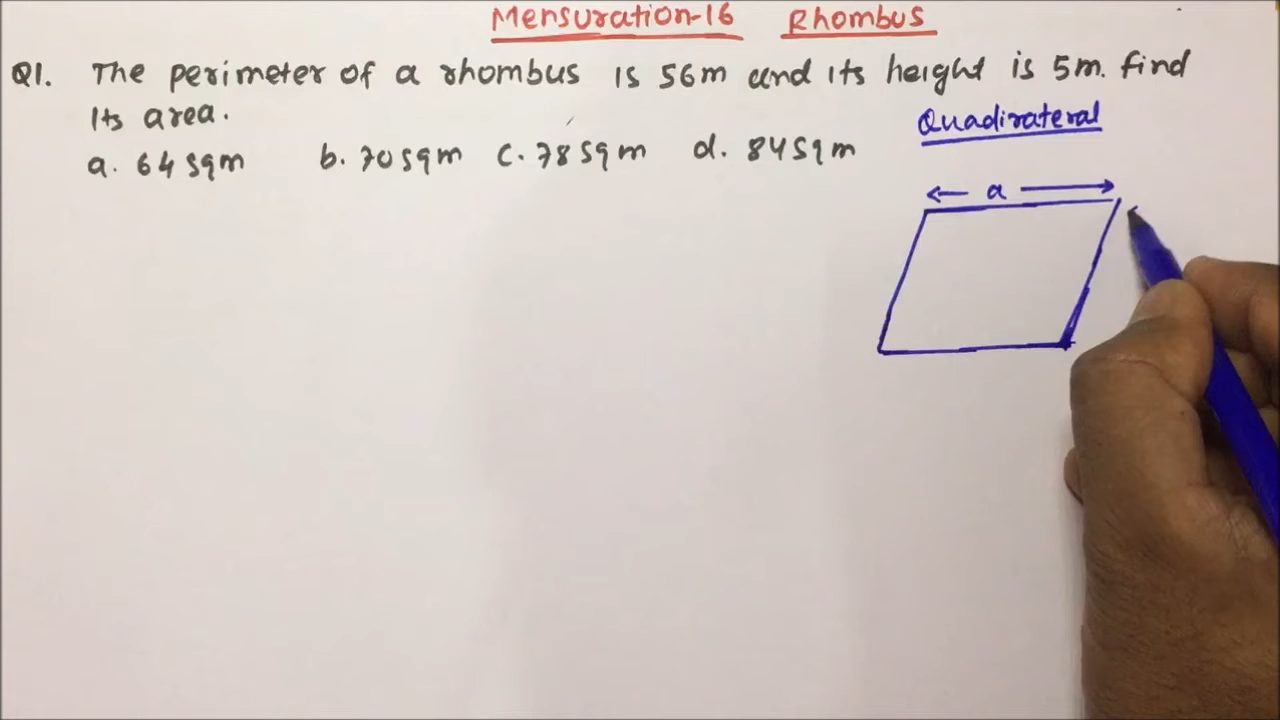 Mensuration-16 Rhombus
Q1. The perimeter of a rhombus is 56m and its height is 5m. find
Its area.
Quadirateral
a. 64 sqm b. 70 sqm c. 78 sqm d. 84 sqm
a